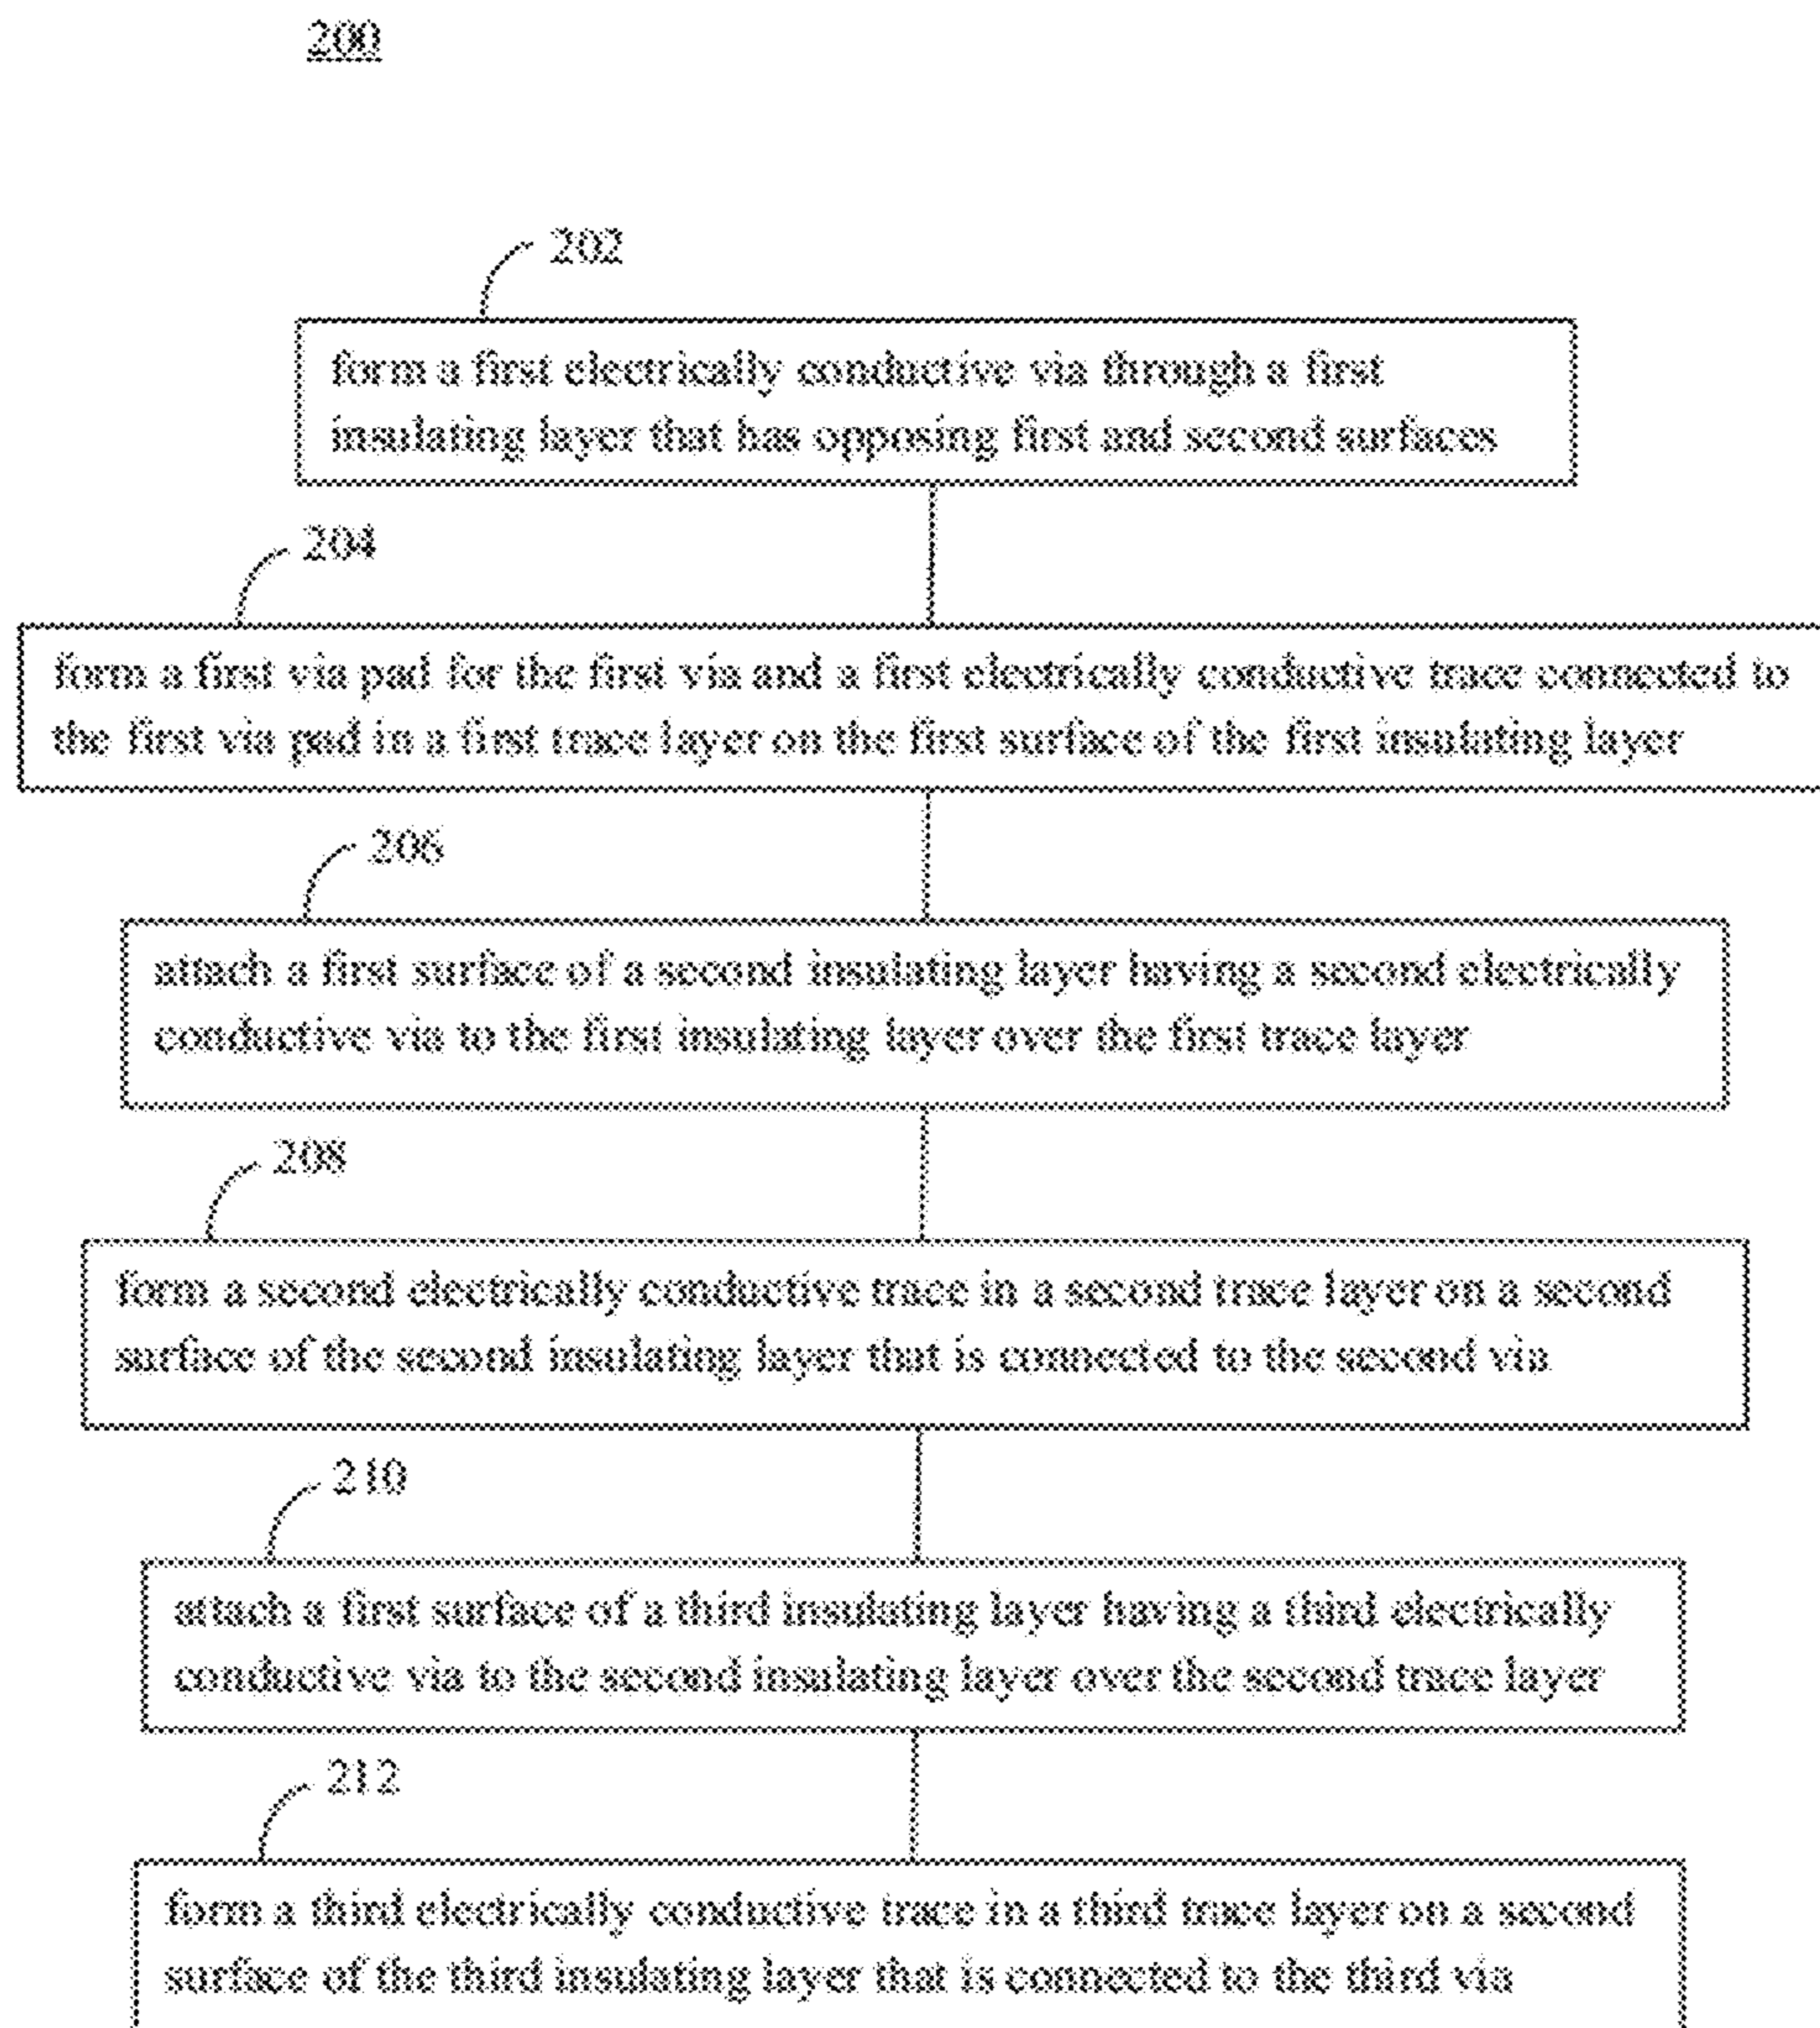 200
202
form a first electrically conductive via through a first
insulating layer that has opposing first and second surfaces
204
form a first via pad for the first via and a first electrically conductive trace connected to
the first via pad in a first trace layer on the first surface of the first insulating layer
206
attach a first surface of a second insulating layer having a second electrically
conductive via to the first insulating layer over the first trace layer
208
form a second electrically conductive trace in a second trace layer on a second
surface of the second insulating layer that is connected to the second via
210
attach a first surface of a third insulating layer having a third electrically
conductive via to the second insulating layer over the second trace layer
212
form a third electrically conductive trace in a third trace layer on a second
surface of the third insulating layer that is connected to the third via